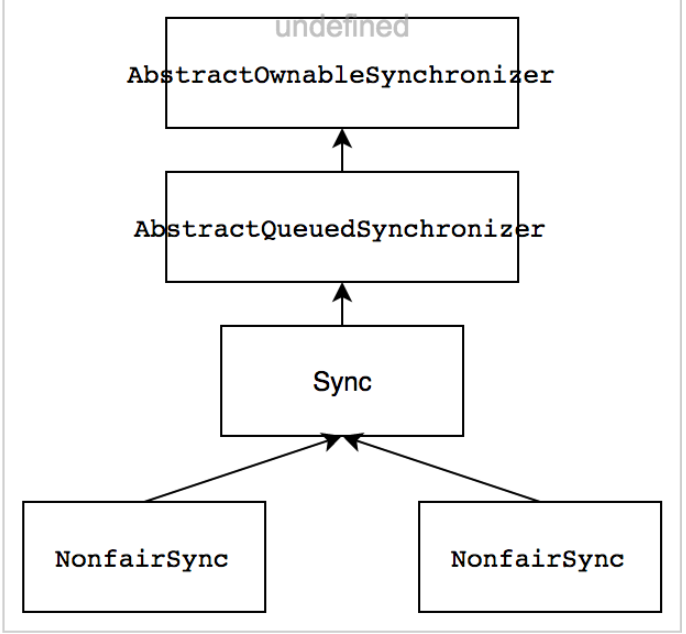 undefined
AbstractOwnableSynchronizer
AbstractQueuedSynchronizer
Sync
NonfairSync
NonfairSync